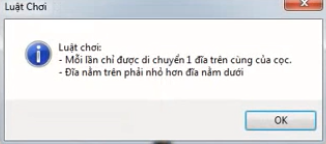 Luật Chơi
Luật chơi:
- Mỗi lần chỉ được di chuyển 1 đĩa trên cùng của cọc.
- Đĩa nằm trên phải nhỏ hơn đĩa nằm dưới
OK